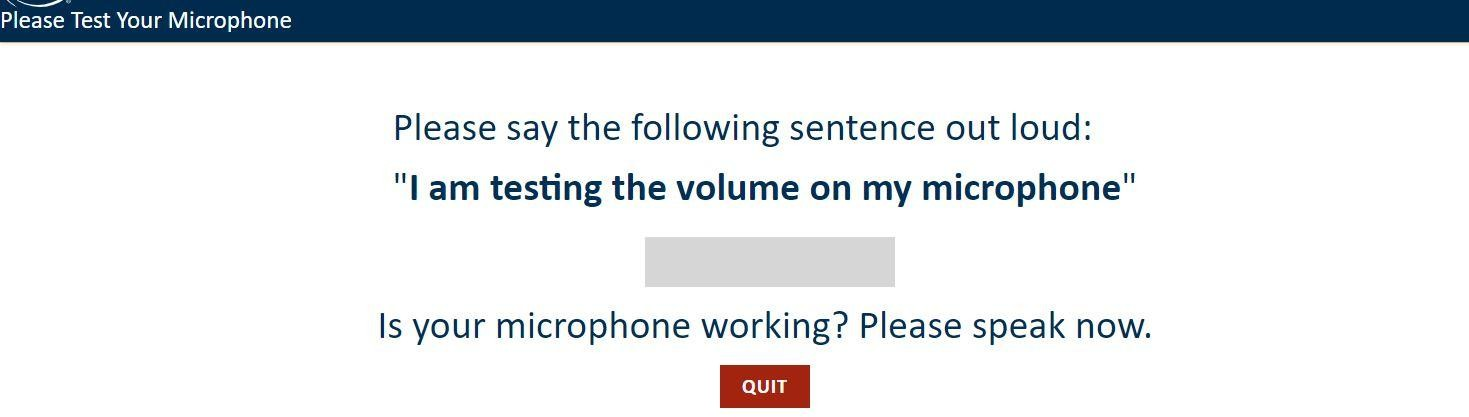 Please Test Your Microphone
Please say the following sentence out loud:
"I am testing the volume on my microphone"
Is your microphone working? Please speak now.
QUIT